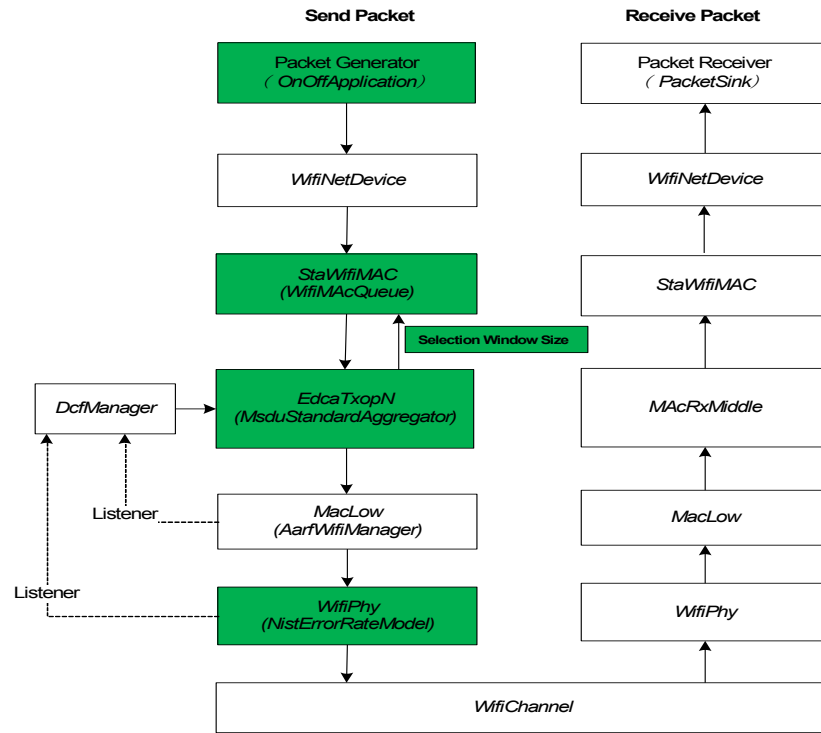 Send Packet
Receive Packet
Packet Generator
（ OnOffApplication）
Packet Receiver
（ PacketSink）
WifiNetDevice
WifiNetDevice
StaWifiMAC
(WifiMAcQueue)
StaWifiMAC
Selection Window Size
DcfManager
EdcaTxopN
(MsduStandardAggregator)
MAcRxMiddle
Listener
MacLow
(AarfWifiManager)
MacLow
Listener
WifiPhy
(NistErrorRateModel)
WifiPhy
WifiChannel